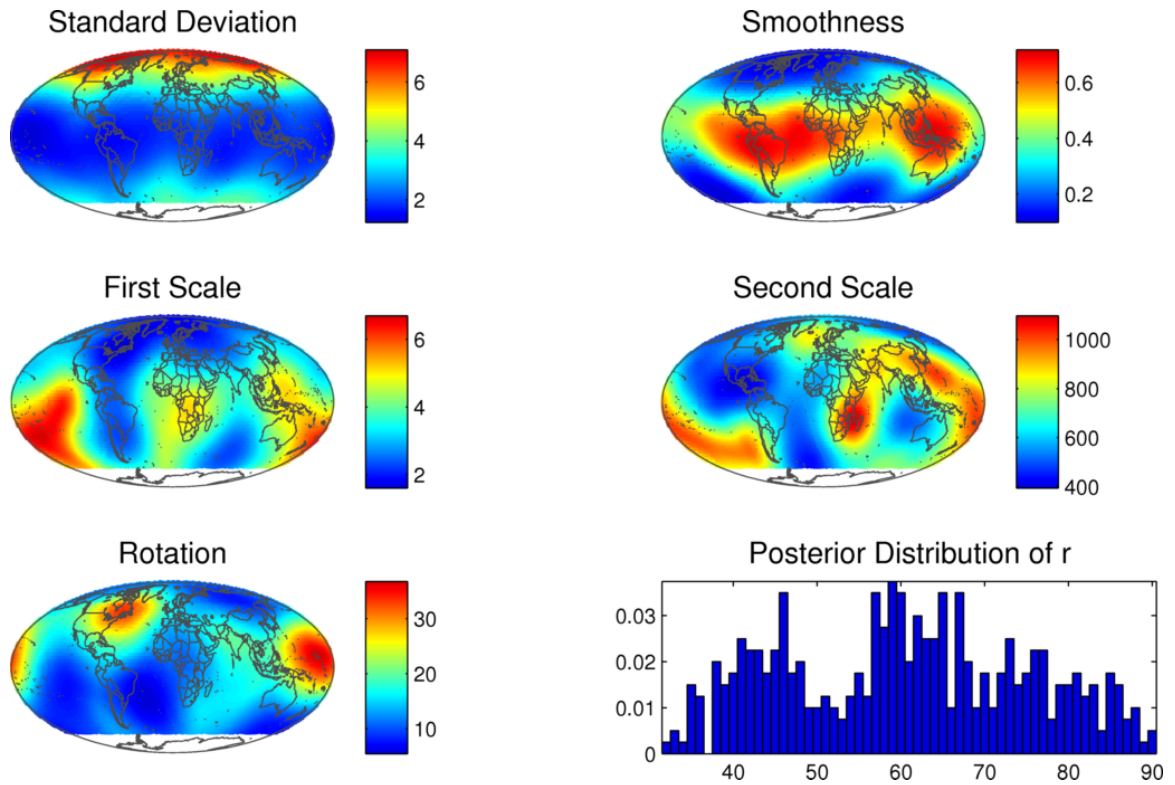 Standard Deviation
6
4
2
Smoothness
0.6
0.4
0.2
First Scale
6
4
2
Second Scale
1000
800
600
400
Rotation
30
20
10
Posterior Distribution of r
0.03
0.02
0.01
0
40 50 60 70 80 90